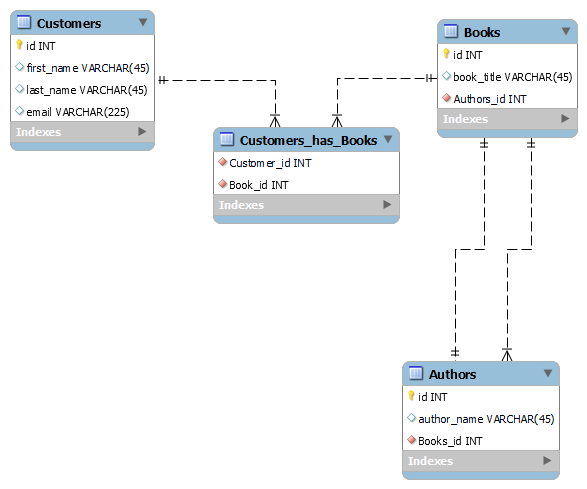 Customers
id INT
first_name VARCHAR(45)
last_name VARCHAR(45)
email VARCHAR(225)
Indexes
Books
id INT
book_title VARCHAR(45)
Authors_id INT
Indexes
Customers_has_Books
Customer_id INT
Book_id INT
Indexes
Authors
id INT
author_name VARCHAR(45)
Books_id INT
Indexes